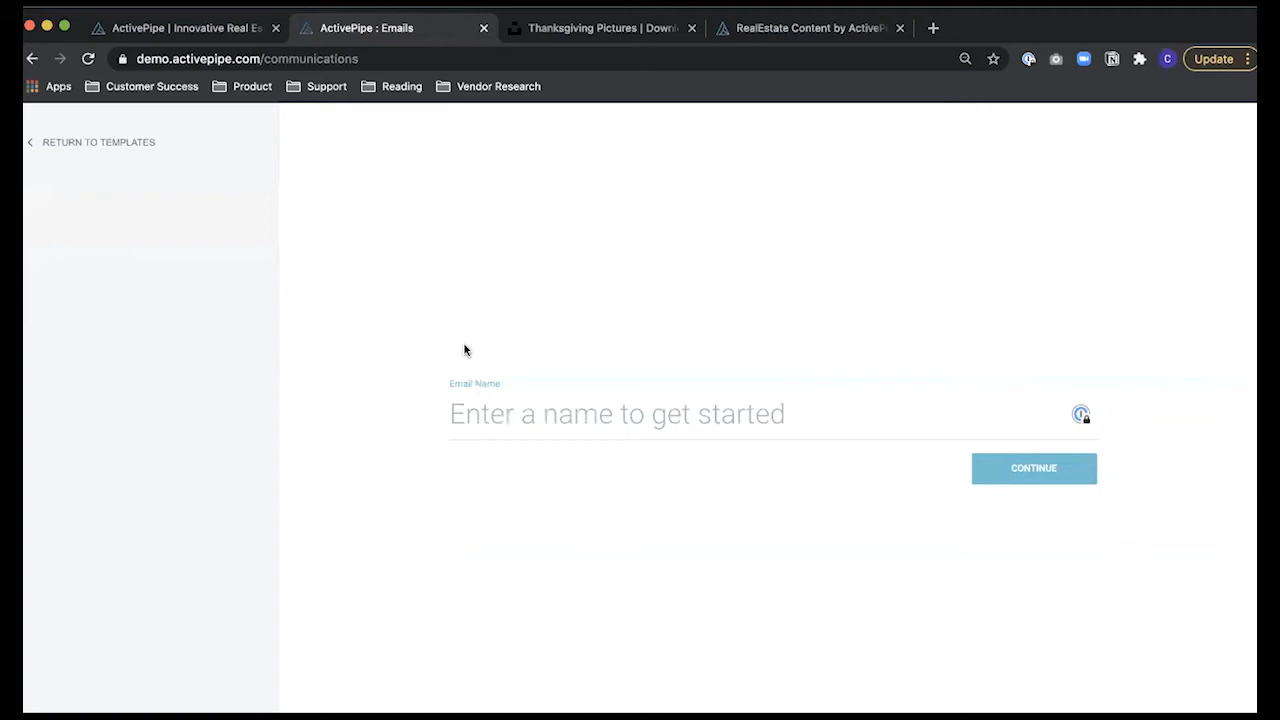 ActivePipe | Innovative Real Es
ActivePipe : Emails
Thanksgiving Pictures | Downl
RealEstate Content by ActiveP
demo.activepipe.com/communications
C
Update
Apps
Customer Success
Product
Support
Reading
Vendor Research
RETURN TO TEMPLATES
Email Name
Enter a name to get started
CONTINUE